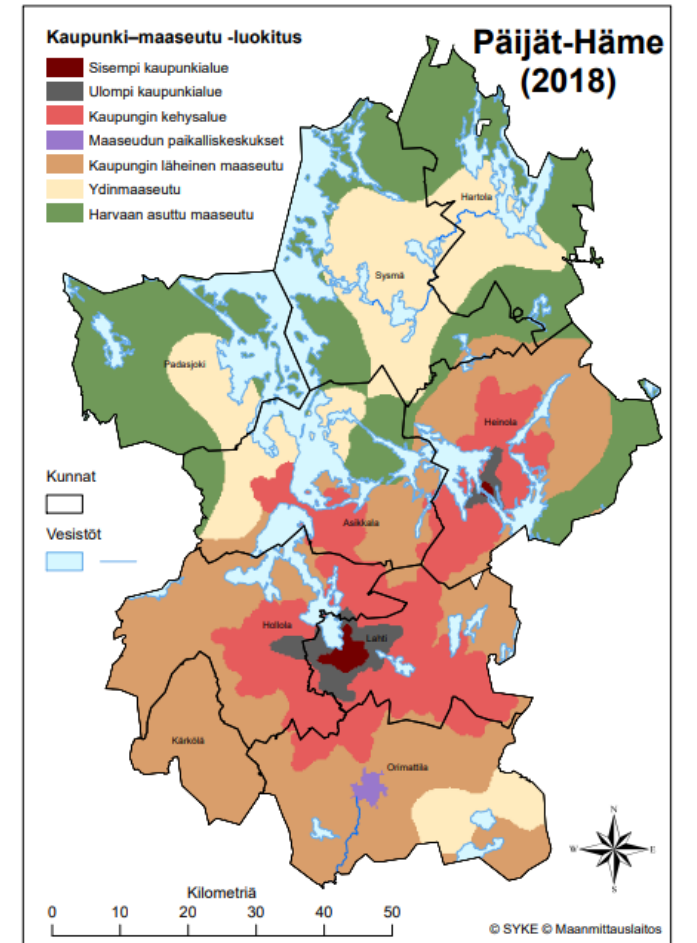 Kaupunki–maaseutu -luokitus
Sisempi kaupunkialue
Ulompi kaupunkialue
Kaupungin kehysalue
Maaseudun paikalliskeskukset
Kaupungin läheinen maaseutu
Ydinmaaseutu
Harvaan asuttu maaseutu
Päijät-Häme
(2018)
Hartola
Sysmä
Padasjoki
Heinola
Kunnat
Vesistöt
Asikkala
Hollola
Lahti
Kärkölä
Orimattila
N
W
E
S
Kilometriä
0 10 20 30 40 50
© SYKE © Maanmittauslaitos